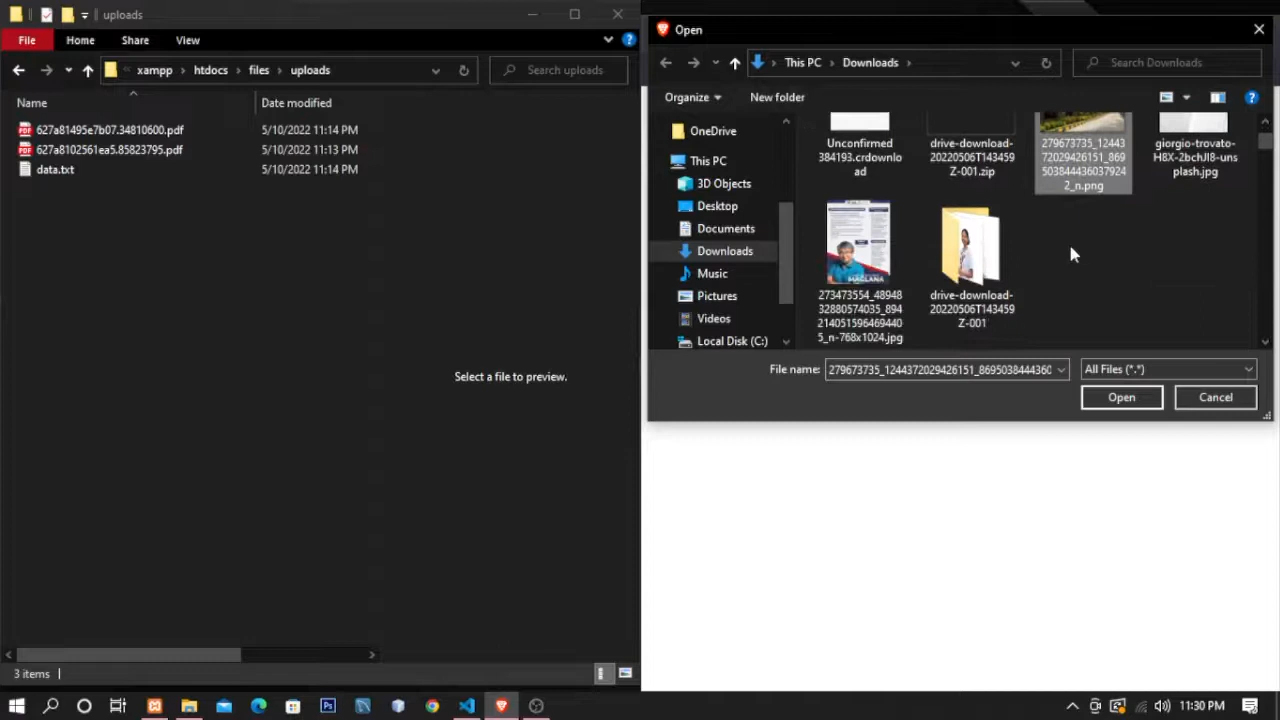 uploads
File Home Share View
xampp htdocs files uploads
Search uploads
Name Date modified
627a81495e7b07.34810600.pdf 5/10/2022 11:14 PM
627a8102561ea5.85823795.pdf 5/10/2022 11:13 PM
data.txt 5/10/2022 11:14 PM
Select a file to preview.
3 items
Open
This PC Downloads
Search Downloads
Organize New folder
OneDrive
This PC
3D Objects
Desktop
Documents
Downloads
Music
Pictures
Videos
Local Disk (C:)
Unconfirmed
384193.crdownlo
ad
drive-download-
20220506T143459
Z-001.zip
279673735_12443
72029426151_869
503844436037924
2_n.png
giorgio-trovato-
H8X-2bchJI8-uns
plash.jpg
MAGLANA
273473554_48948
32880574035_894
214051596469440
5_n-768x1024.jpg
drive-download-
20220506T143459
Z-001
File name: 279673735_1244372029426151_8695038444360
All Files (*.*)
Open Cancel
11:30 PM